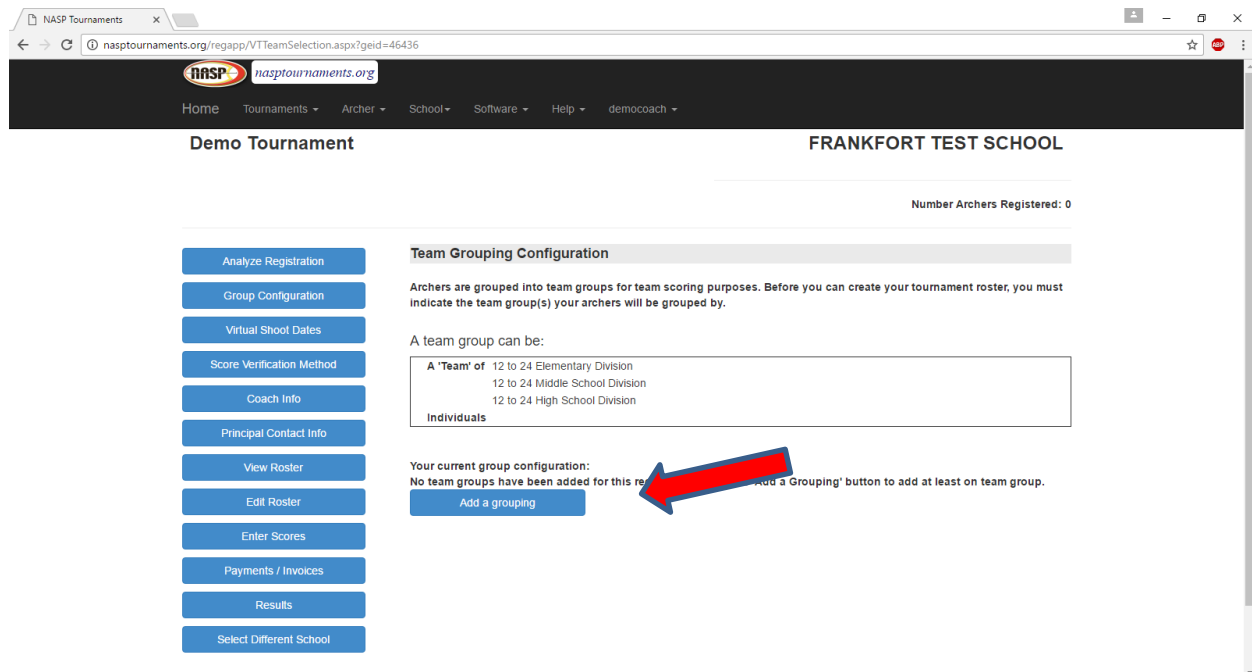 NASP Tournaments
nasptournaments.org/regapp/VTTeamSelection.aspx?geid=46436
ABP
NASP nasptournaments.org
Home Tournaments Archer School Software Help democoach
Demo Tournament FRANKFORT TEST SCHOOL
Number Archers Registered: 0
Analyze Registration
Group Configuration
Virtual Shoot Dates
Score Verification Method
Coach Info
Principal Contact Info
View Roster
Edit Roster
Enter Scores
Payments / Invoices
Results
Select Different School
Team Grouping Configuration
Archers are grouped into team groups for team scoring purposes. Before you can create your tournament roster, you must
indicate the team group(s) your archers will be grouped by.
A team group can be:
A 'Team' of 12 to 24 Elementary Division
12 to 24 Middle School Division
12 to 24 High School Division
Individuals
Your current group configuration:
No team groups have been added for this a Grouping' button to add at least on team group.
Add a grouping